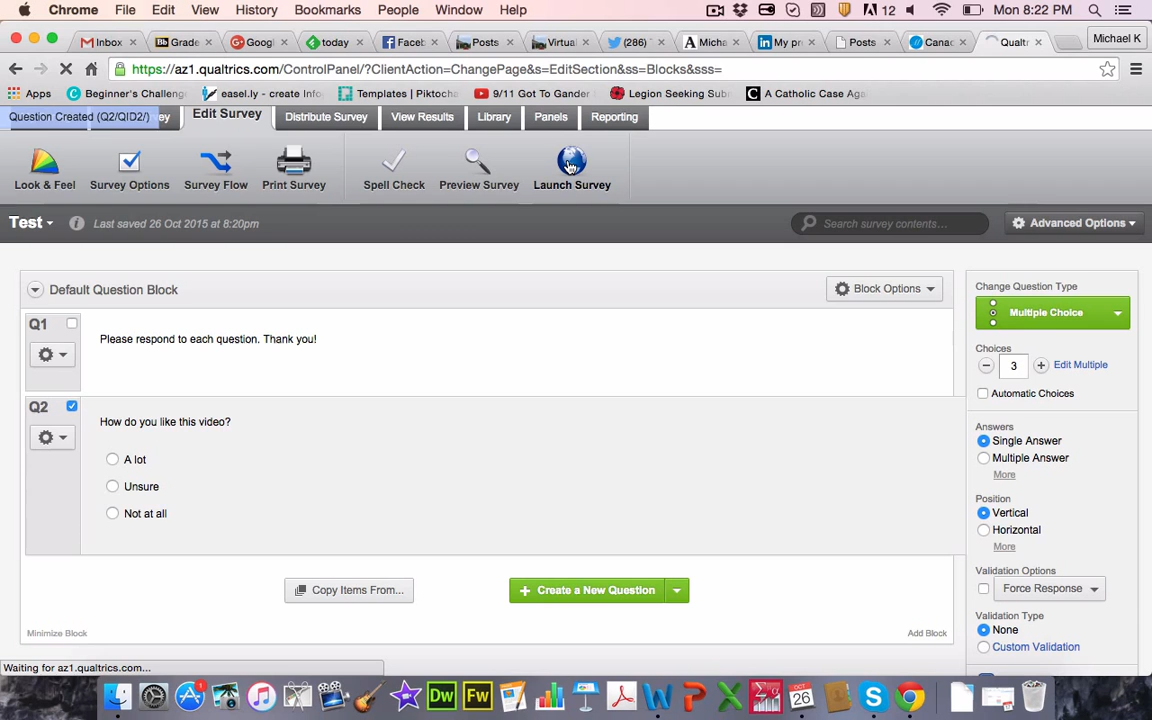 Chrome File Edit View History Bookmarks People Window Help 12 Mon 8:22 PM
Inbox Bb Grade Googl today Faceb Posts Virtual (286) Micha My pr Posts Canac Qualtr Michael K
https://az1.qualtrics.com/ControlPanel/?ClientAction=ChangePage&s=EditSection&ss=Blocks&sss=
Apps Beginner's Challeng easel.ly - create Info Templates | Piktocha 9/11 Got To Gander Legion Seeking Sub A Catholic Case Aga
Question Created (Q2/QID2/) ey Edit Survey Distribute Survey View Results Library Panels Reporting
Look & Feel Survey Options Survey Flow Print Survey Spell Check Preview Survey Launch Survey
Test Last saved 26 Oct 2015 at 8:20pm Search survey contents... Advanced Options
Default Question Block Block Options
Q1
Please respond to each question. Thank you!
Q2
How do you like this video?
A lot
Unsure
Not at all
Copy Items From... Create a New Question
Minimize Block Add Block
Change Question Type
Multiple Choice
Choices
3 Edit Multiple
Automatic Choices
Answers
Single Answer
Multiple Answer
More
Position
Vertical
Horizontal
More
Validation Options
Force Response
Validation Type
None
Custom Validation
Waiting for az1.qualtrics.com...
1 Dw Fw OCT 26